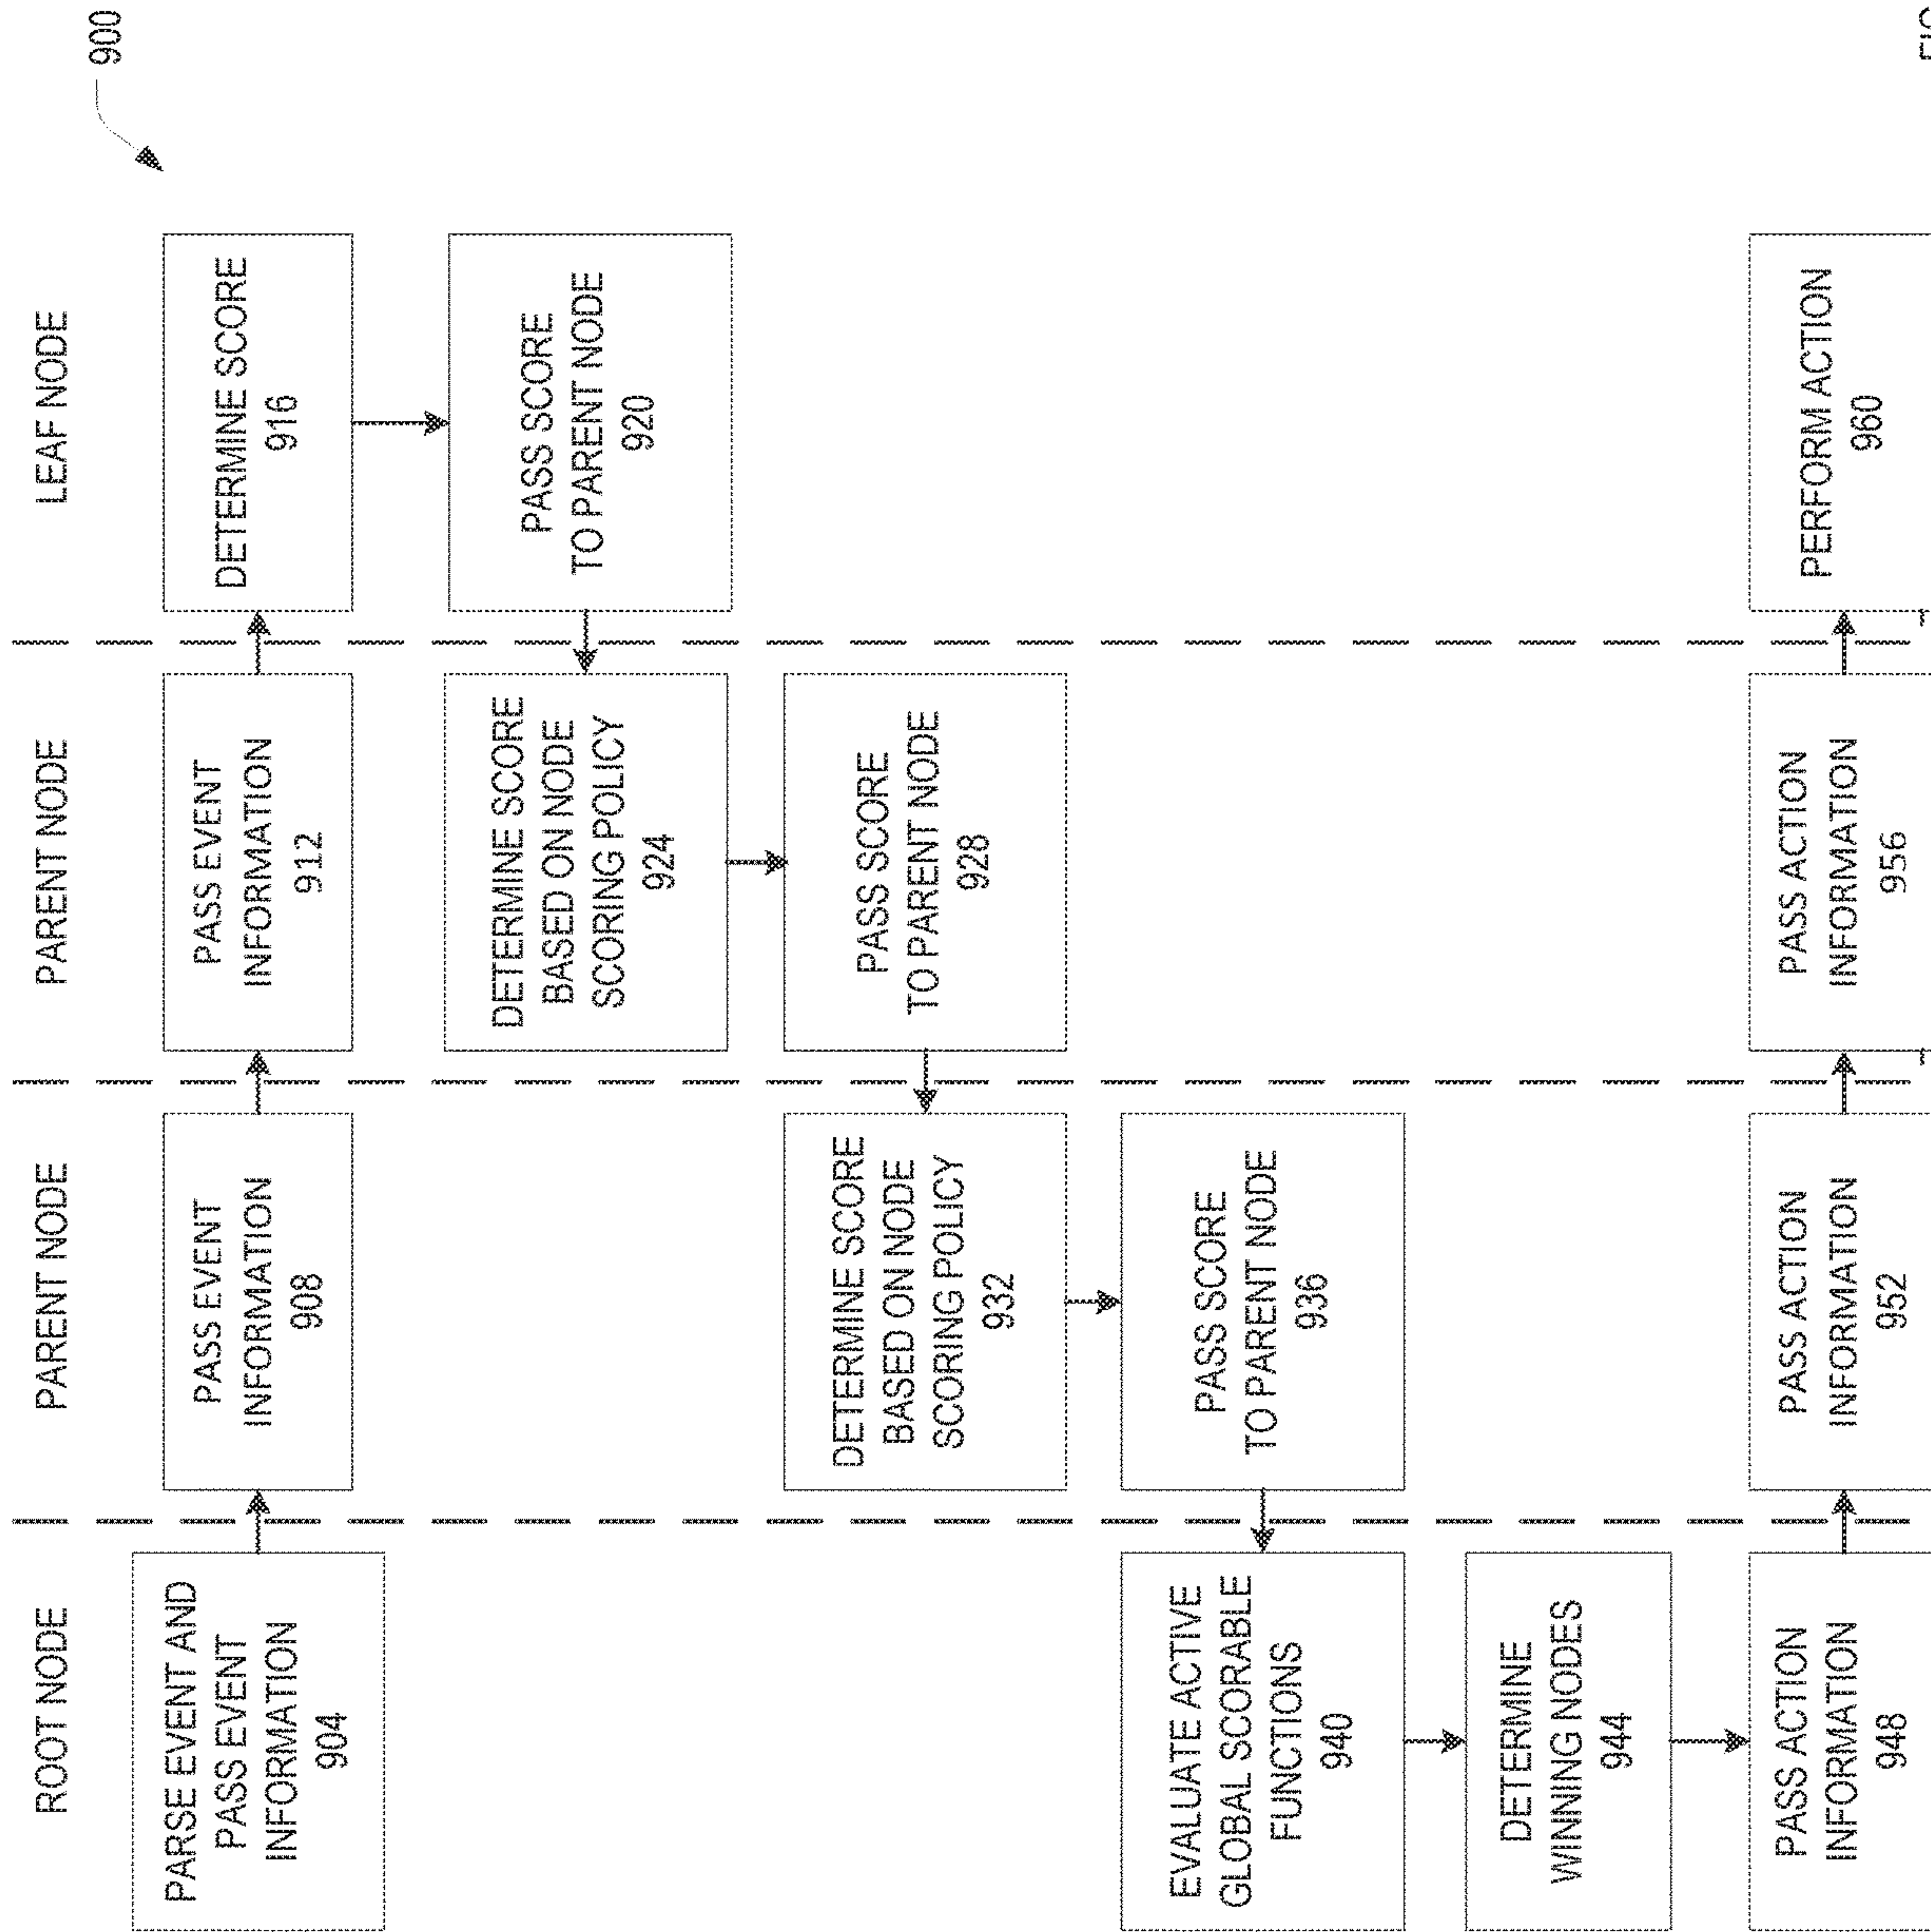 900
ROOT NODE
PARENT NODE
PARENT NODE
LEAF NODE
PARSE EVENT AND
PASS EVENT
INFORMATION
904
PASS EVENT
INFORMATION
908
PASS EVENT
INFORMATION
912
DETERMINE SCORE
916
PASS SCORE
TO PARENT NODE
920
DETERMINE SCORE
BASED ON NODE
SCORING POLICY
924
PASS SCORE
TO PARENT NODE
928
DETERMINE SCORE
BASED ON NODE
SCORING POLICY
932
PASS SCORE
TO PARENT NODE
936
EVALUATE ACTIVE
GLOBAL SCORABLE
FUNCTIONS
940
DETERMINE
WINNING NODES
944
PASS ACTION
INFORMATION
948
PASS ACTION
INFORMATION
952
PASS ACTION
INFORMATION
956
PERFORM ACTION
960